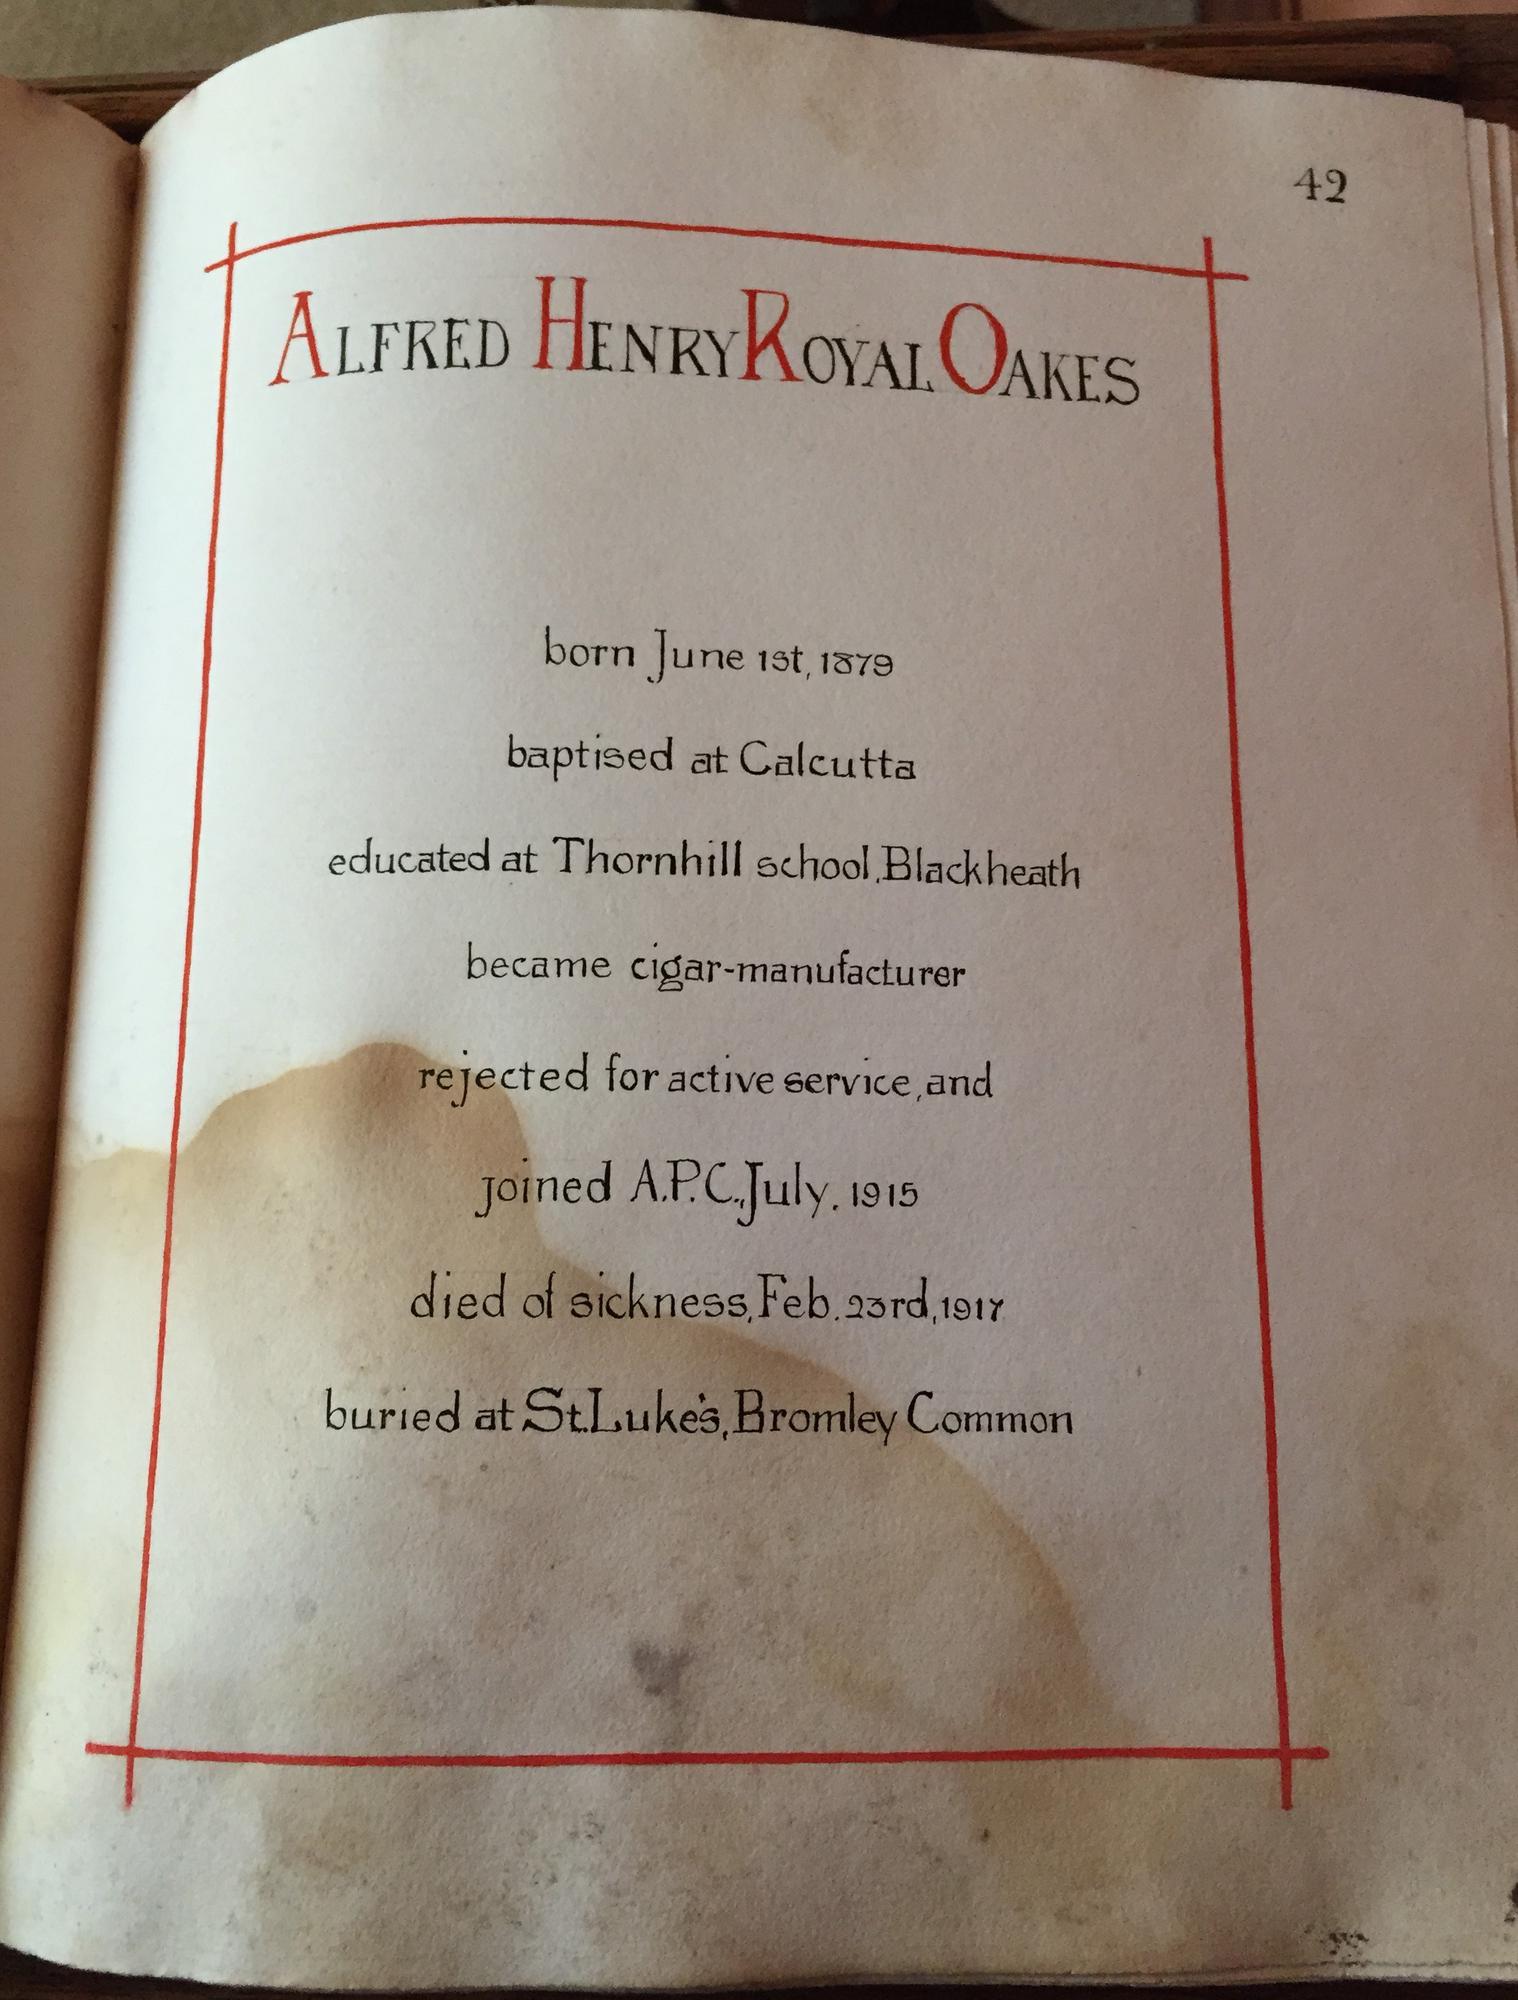 42
ALFRED HENRY ROYAL OAKES
born June 1st, 1879
baptised at Calcutta
educated at Thornhill school, Blackheath
became cigar-manufacturer
rejected for active service, and
joined A.P.C., July, 1915
died of sickness, Feb. 23rd, 1917
buried at St. Luke's, Bromley Common